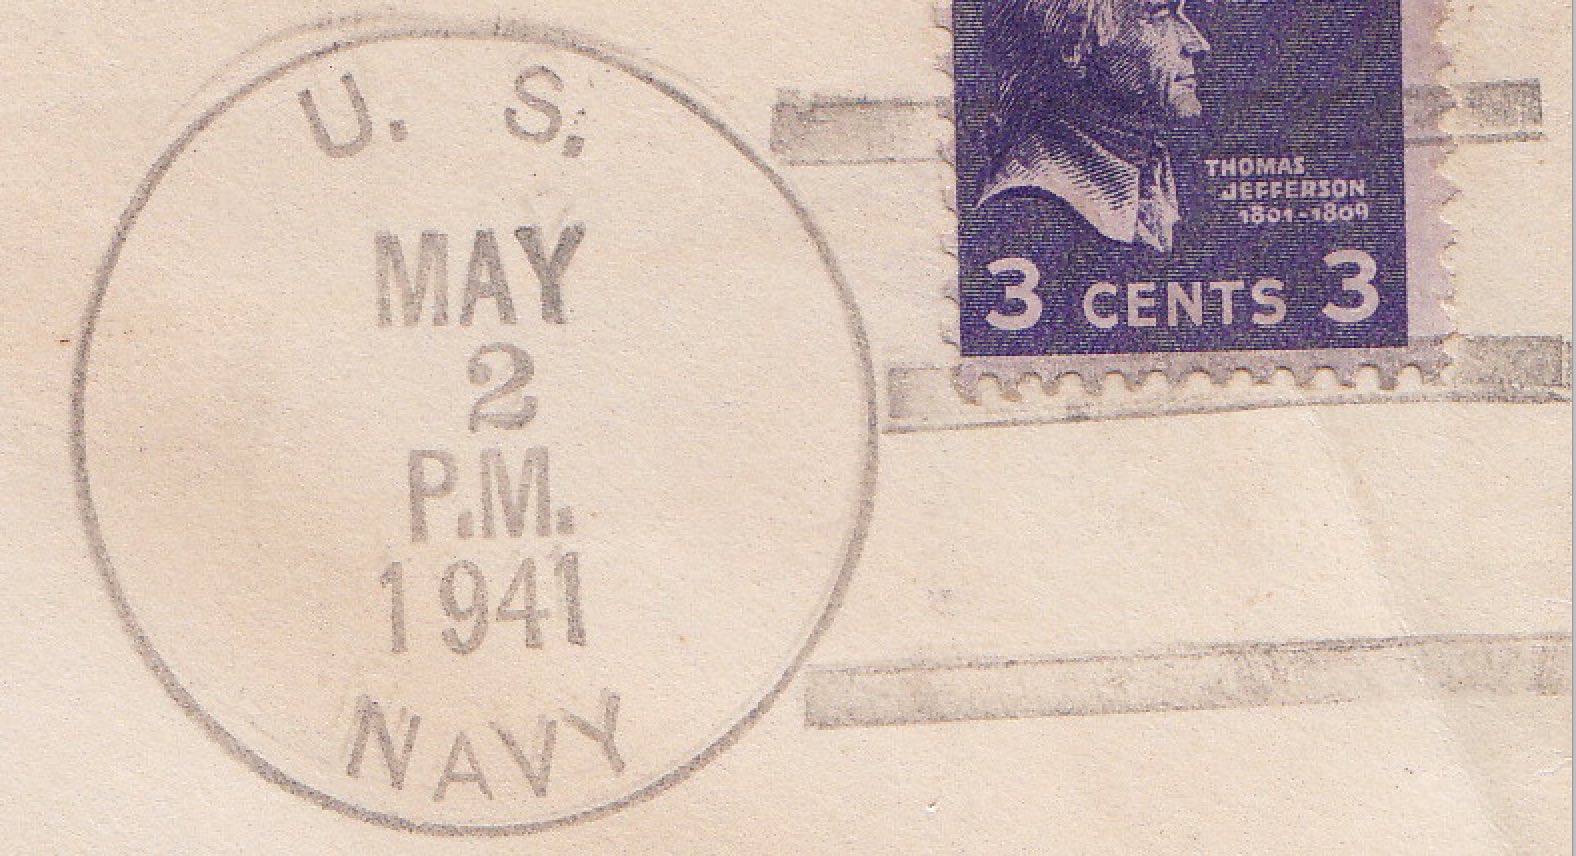 U. S.
MAY
2
P.M.
1941
NAVY
THOMAS
JEFFERSON
1801-1809
3 CENTS 3